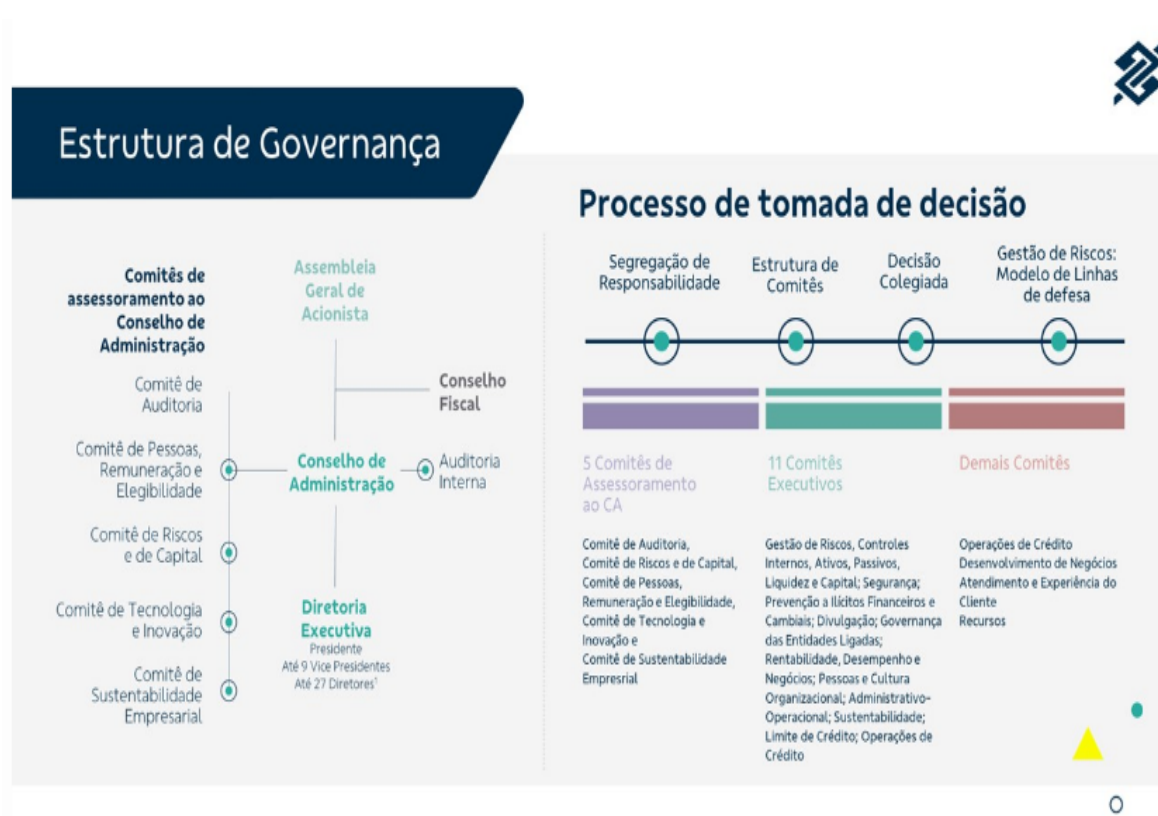 Estrutura de Governança
Comitês de
assessoramento ao
Conselho de
Administração
Comitê de
Auditoria
Comitê de Pessoas,
Remuneração e
Elegibilidade
Comitê de Riscos
e de Capital
Comitê de Tecnologia
e Inovação
Comitê de
Sustentabilidade
Empresarial
Assembleia
Geral de
Acionista
Conselho
Fiscal
Conselho de
Administração
Auditoria
Interna
Diretoria
Executiva
Presidente
Até 9 Vice Presidentes
Até 27 Diretores¹
Processo de tomada de decisão
Segregação de
Responsabilidade
Estrutura de
Comitês
Decisão
Colegiada
Gestão de Riscos:
Modelo de Linhas
de defesa
5 Comitês de
Assessoramento
ao CA
Comitê de Auditoria,
Comitê de Riscos e de Capital,
Comitê de Pessoas,
Remuneração e Elegibilidade,
Comitê de Tecnologia e
Inovação e
Comitê de Sustentabilidade
Empresrial
11 Comitês
Executivos
Gestão de Riscos, Controles
Internos, Ativos, Passivos,
Liquidez e Capital; Segurança;
Prevenção a Ilícitos Financeiros e
Cambiais; Divulgação; Governança
das Entidades Ligadas;
Rentabilidade, Desempenho e
Negócios; Pessoas e Cultura
Organizacional; Administrativo-
Operacional; Sustentabilidade;
Limite de Crédito; Operações de
Crédito
Demais Comitês
Operações de Crédito
Desenvolvimento de Negócios
Atendimento e Experiência do
Cliente
Recursos